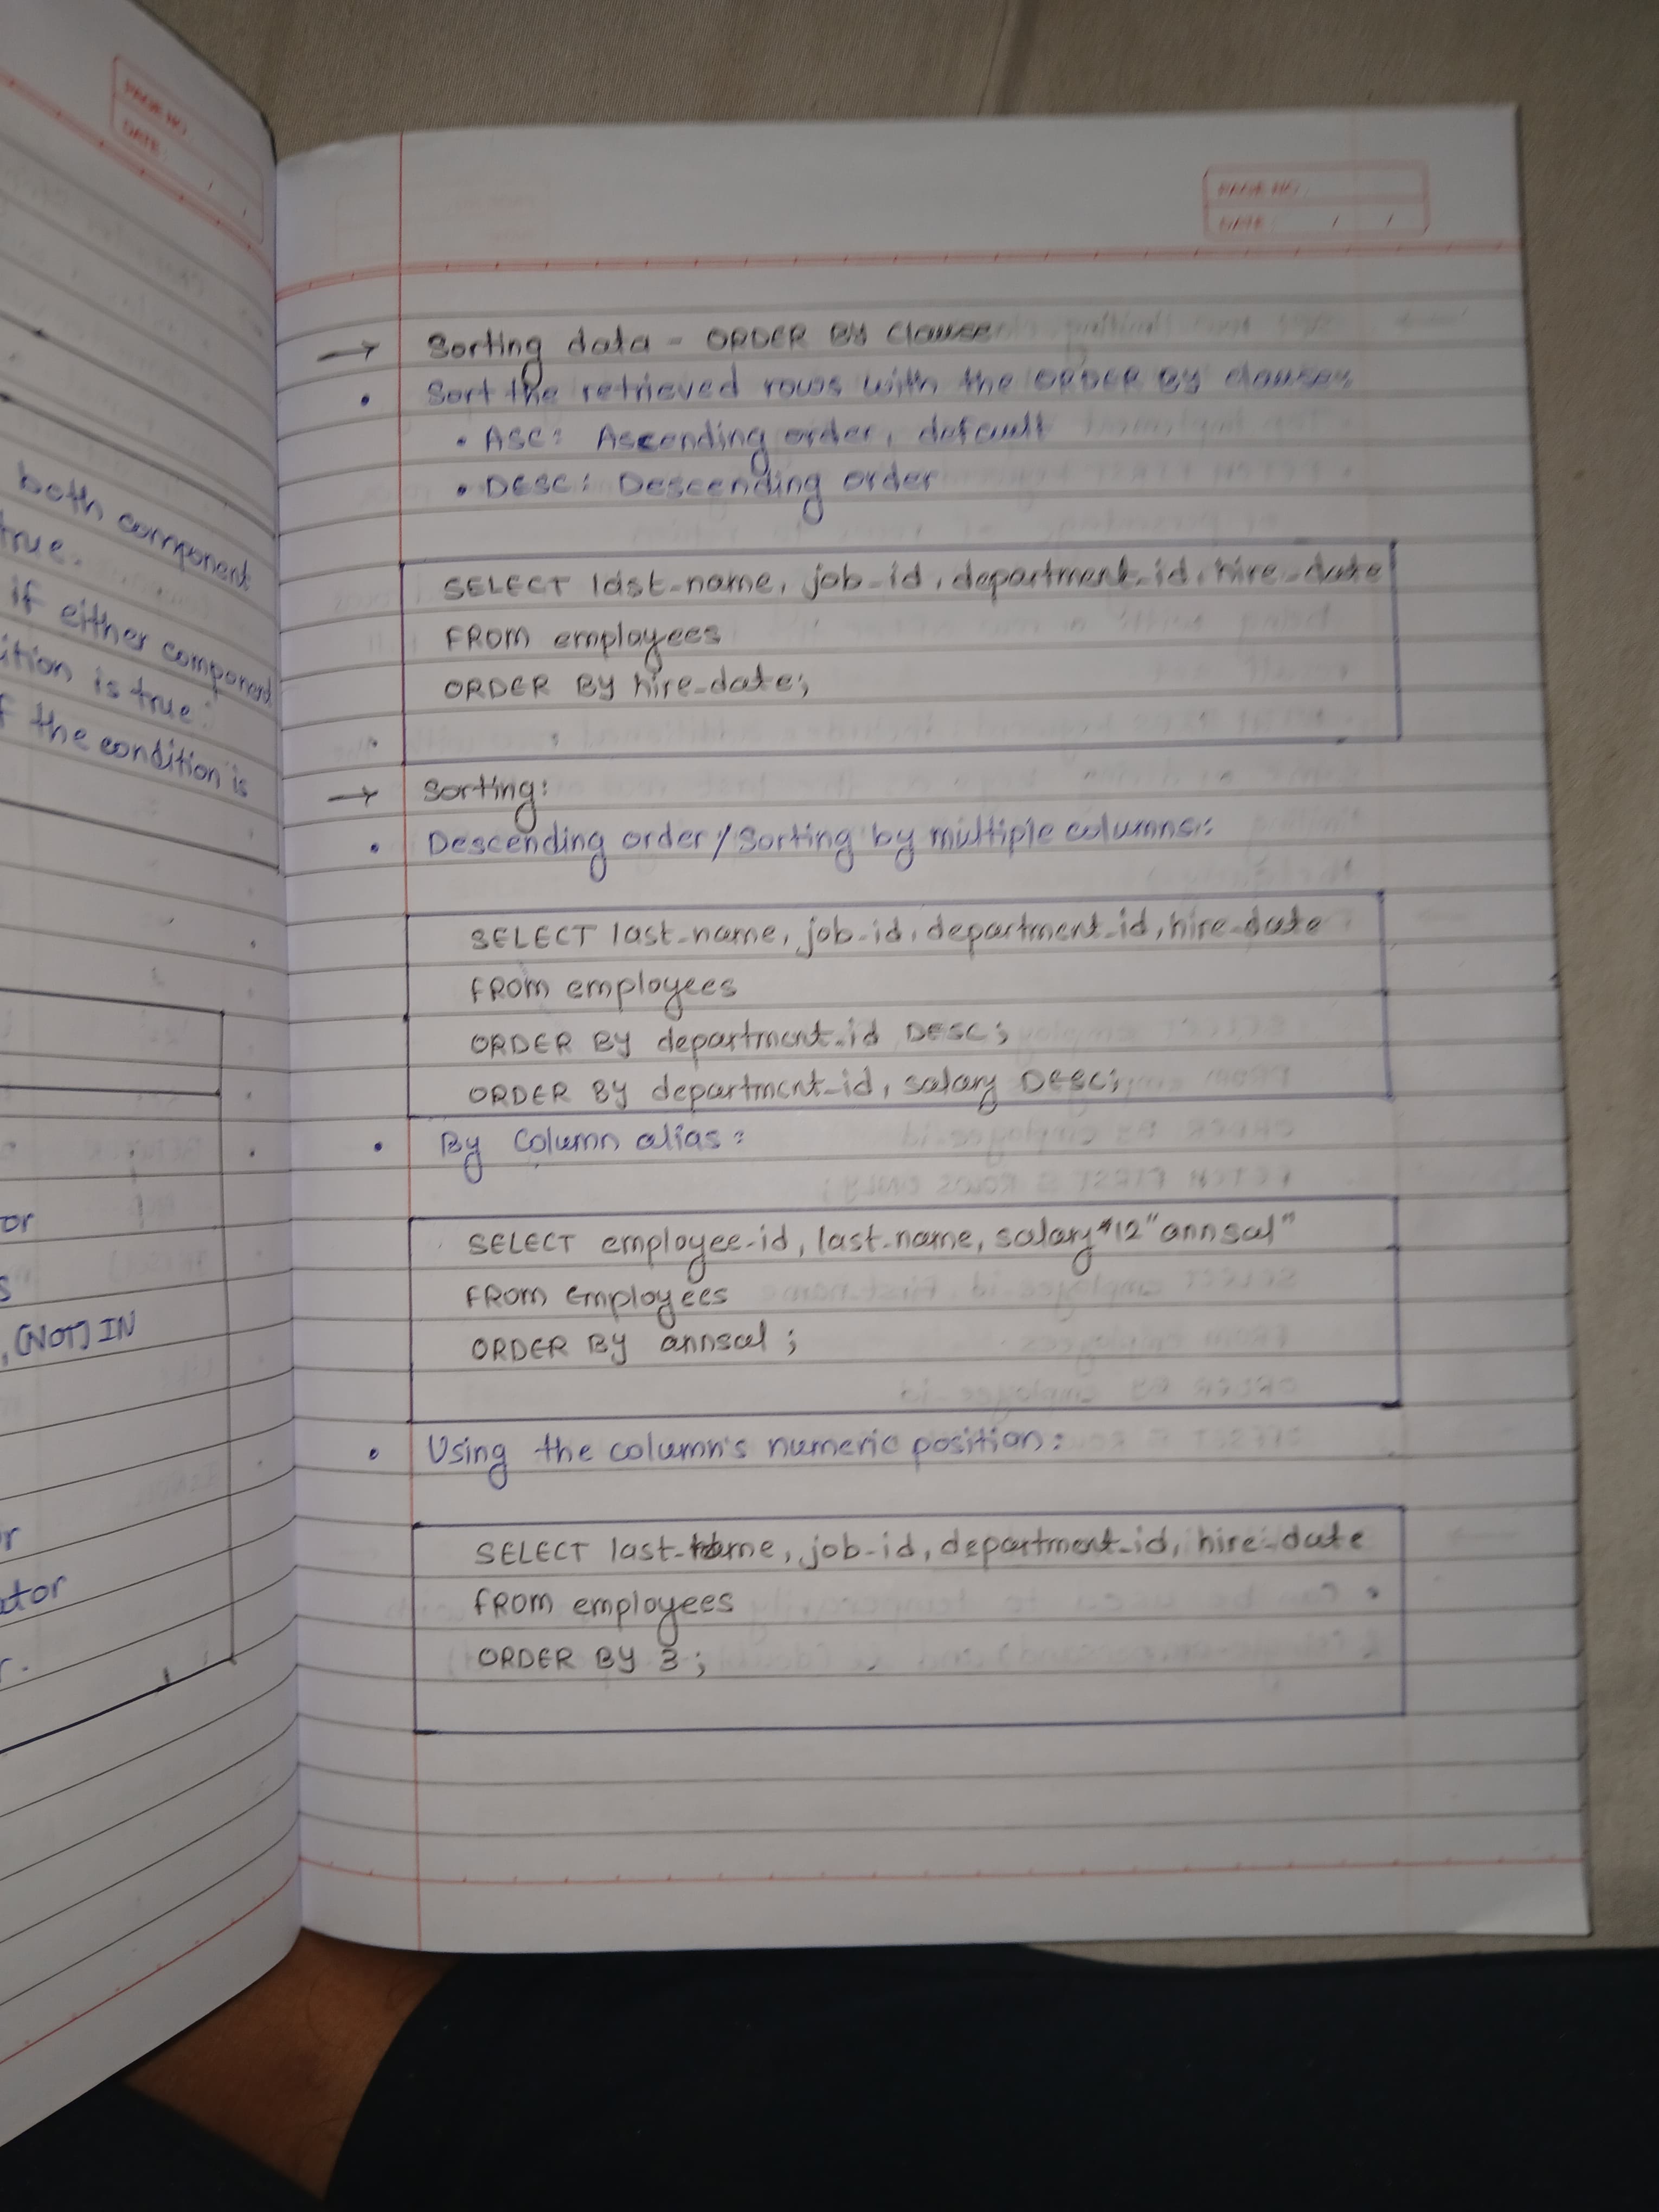 PAGE NO.
DATE:
both component
true.
if either component
ition is true.
f the condition is
or
s
, (NOT) IN
r
ator
r.
PAGE NO.
DATE: / /
→ Sorting data - ORDER BY Clause
• Sort the retrieved rows with the ORDER BY clause:
• ASC: Ascending order, default
• DESC: Descending order
SELECT last_name, job_id, department_id, hire_date
FROM employees
ORDER BY hire_date;
→ Sorting:
• Descending order/Sorting by multiple columns:
SELECT last_name, job_id, department_id, hire_date
FROM employees
ORDER BY department_id DESC;
ORDER BY department_id, salary DESC;
• By Column alias:
SELECT employee_id, last_name, salary*12 "annsal"
FROM employees
ORDER BY annsal;
• Using the column's numeric position:
SELECT last_name, job_id, department_id, hire_date
FROM employees
ORDER BY 3;